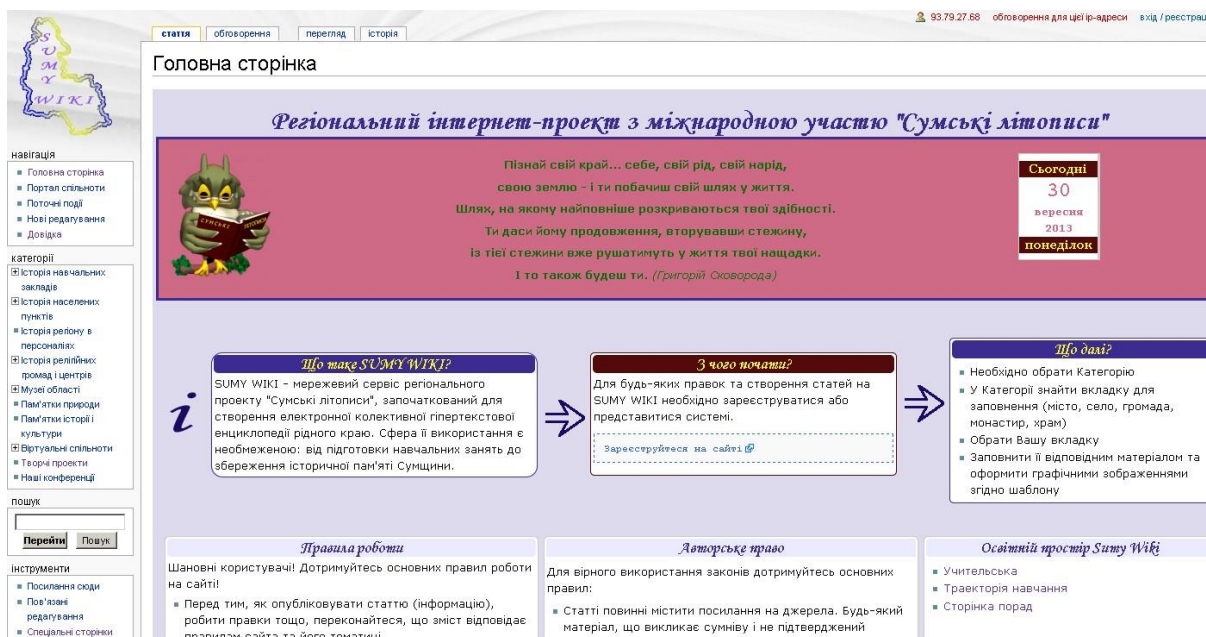 93.79.27.68 обговорення для цієї ip-адреси вхід / реєстрац
стаття обговорення перегляд історія
SUMY
WIKI
Головна сторінка
навігація
Головна сторінка
Портал спільноти
Поточні події
Нові редагування
Довідка
категорії
Історія навчальних
закладів
Історія населених
пунктів
Історія регіону в
персоналіях
Історія релігійних
громад і центрів
Музеї області
Пам'ятки природи
Пам'ятки історії і
культури
Віртуальні спільноти
Творчі проекти
Наші конференції
пошук
Перейти Пошук
інструменти
Посилання сюди
Пов'язані
редагування
Спеціальні сторінки
Регіональний інтернет-проект з міжнародною участю "Сумські літописи"
СУМСЬКІ ЛІТОПИСИ
Пізнай свій край... себе, свій рід, свій нарід,
свою землю - і ти побачиш свій шлях у життя.
Шлях, на якому найповніше розкриваються твої здібності.
Ти даси йому продовження, вторувавши стежину,
із тієї стежини вже рушатимуть у життя твої нащадки.
І то також будеш ти. (Григорій Сковорода)
Сьогодні
30
вересня
2013
понеділок
Що таке SUMY WIKI?
SUMY WIKI - мережевий сервіс регіонального
проекту "Сумські літописи", започаткований для
створення електронної колективної гіпертекстової
енциклопедії рідного краю. Сфера її використання є
необмеженою: від підготовки навчальних занять до
збереження історичної пам'яті Сумщини.
З чого почати?
Для будь-яких правок та створення статей на
SUMY WIKI необхідно зареєструватися або
представитися системі.
Зареєструйтеся на сайті
Що далі?
Необхідно обрати Категорію
У Категорії знайти вкладку для
заповнення (місто, село, громада,
монастир, храм)
Обрати Вашу вкладку
Заповнити її відповідним матеріалом та
оформити графічними зображеннями
згідно шаблону
Правила роботи
Шановні користувачі! Дотримуйтесь основних правил роботи
на сайті!
Перед тим, як опубліковувати статтю (інформацію),
робити правки тощо, переконайтеся, що зміст відповідає
правилам сайта та його тематиці
Авторське право
Для вірного використання законів дотримуйтесь основних
правил:
Статті повинні містити посилання на джерела. Будь-який
матеріал, що викликає сумніву і не підтверджений
Освітній простір Sumy Wiki
Учительська
Траекторія навчання
Сторінка порад